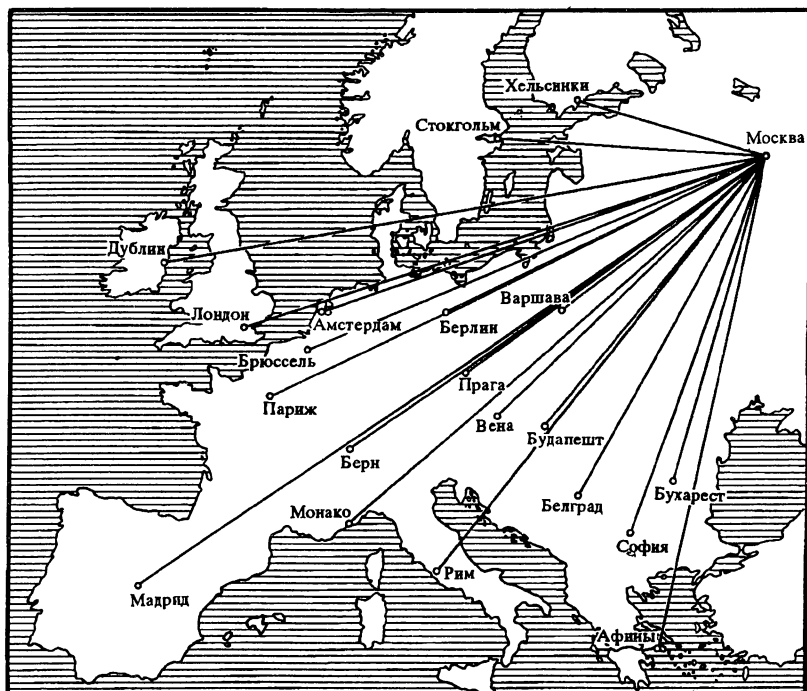 Хельсинки
Стокгольм
Москва
Дублин
Лондон
Амстердам
Берлин
Варшава
Брюссель
Париж
Прага
Вена
Будапешт
Берн
Монако
Белград
Бухарест
София
Рим
Мадрид
Афины